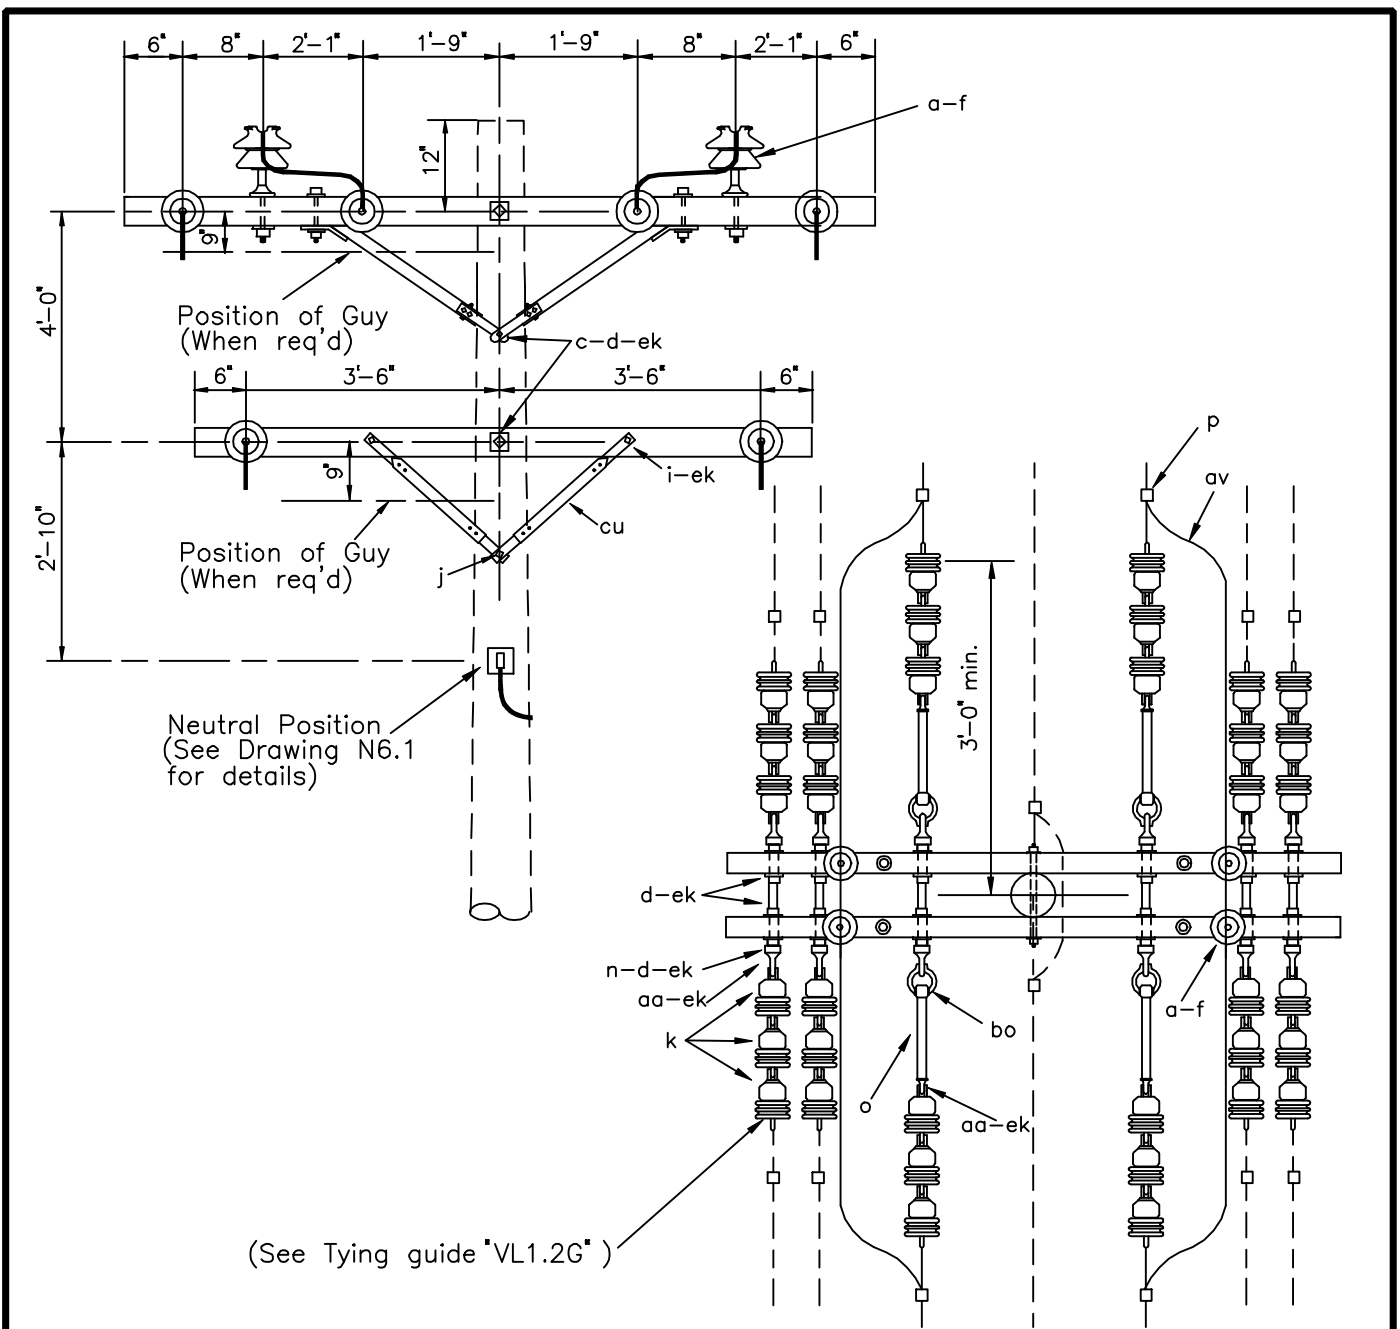 6" 8" 2'-1" 1'-9" 1'-9" 8" 2'-1" 6"
a-f
12"
9"
4'-0"
Position of Guy
(When req'd)
c-d-ek
6" 3'-6" 3'-6" 6"
p
av
i-ek
9"
cu
2'-10"
Position of Guy
(When req'd)
j
3'-0" min.
Neutral Position
(See Drawing N6.1
for details)
d-ek
n-d-ek
aa-ek
k
bo
a-f
o
aa-ek
(See Tying guide "VL1.2G" )